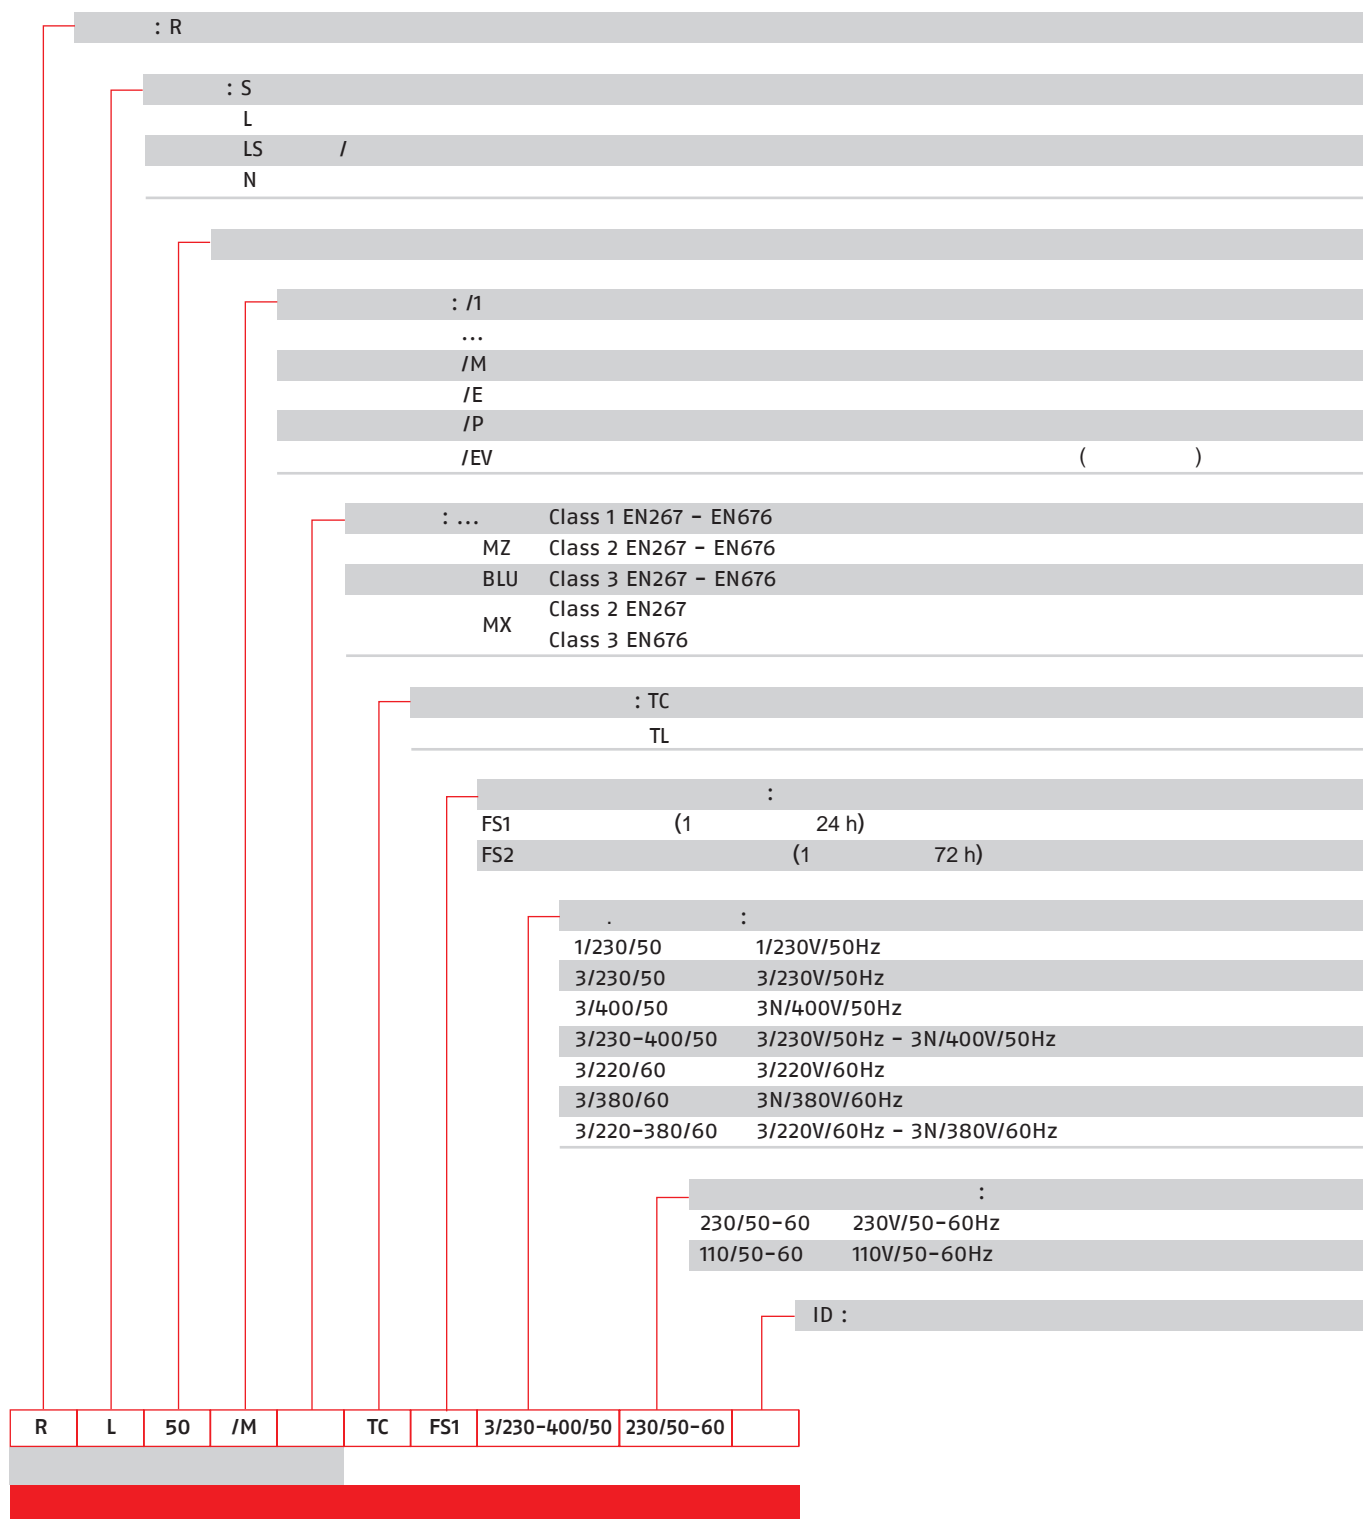 : R
: S
L
LS /
N
: /1
...
/M
/E
/P
/EV ( )
: ... Class 1 EN267 - EN676
MZ Class 2 EN267 - EN676
BLU Class 3 EN267 - EN676
MX Class 2 EN267
Class 3 EN676
: TC
TL
:
FS1 (1 24 h)
FS2 (1 72 h)
. :
1/230/50 1/230V/50Hz
3/230/50 3/230V/50Hz
3/400/50 3N/400V/50Hz
3/230-400/50 3/230V/50Hz - 3N/400V/50Hz
3/220/60 3/220V/60Hz
3/380/60 3N/380V/60Hz
3/220-380/60 3/220V/60Hz - 3N/380V/60Hz
:
230/50-60 230V/50-60Hz
110/50-60 110V/50-60Hz
ID :
R L 50 /M TC FS1 3/230-400/50 230/50-60